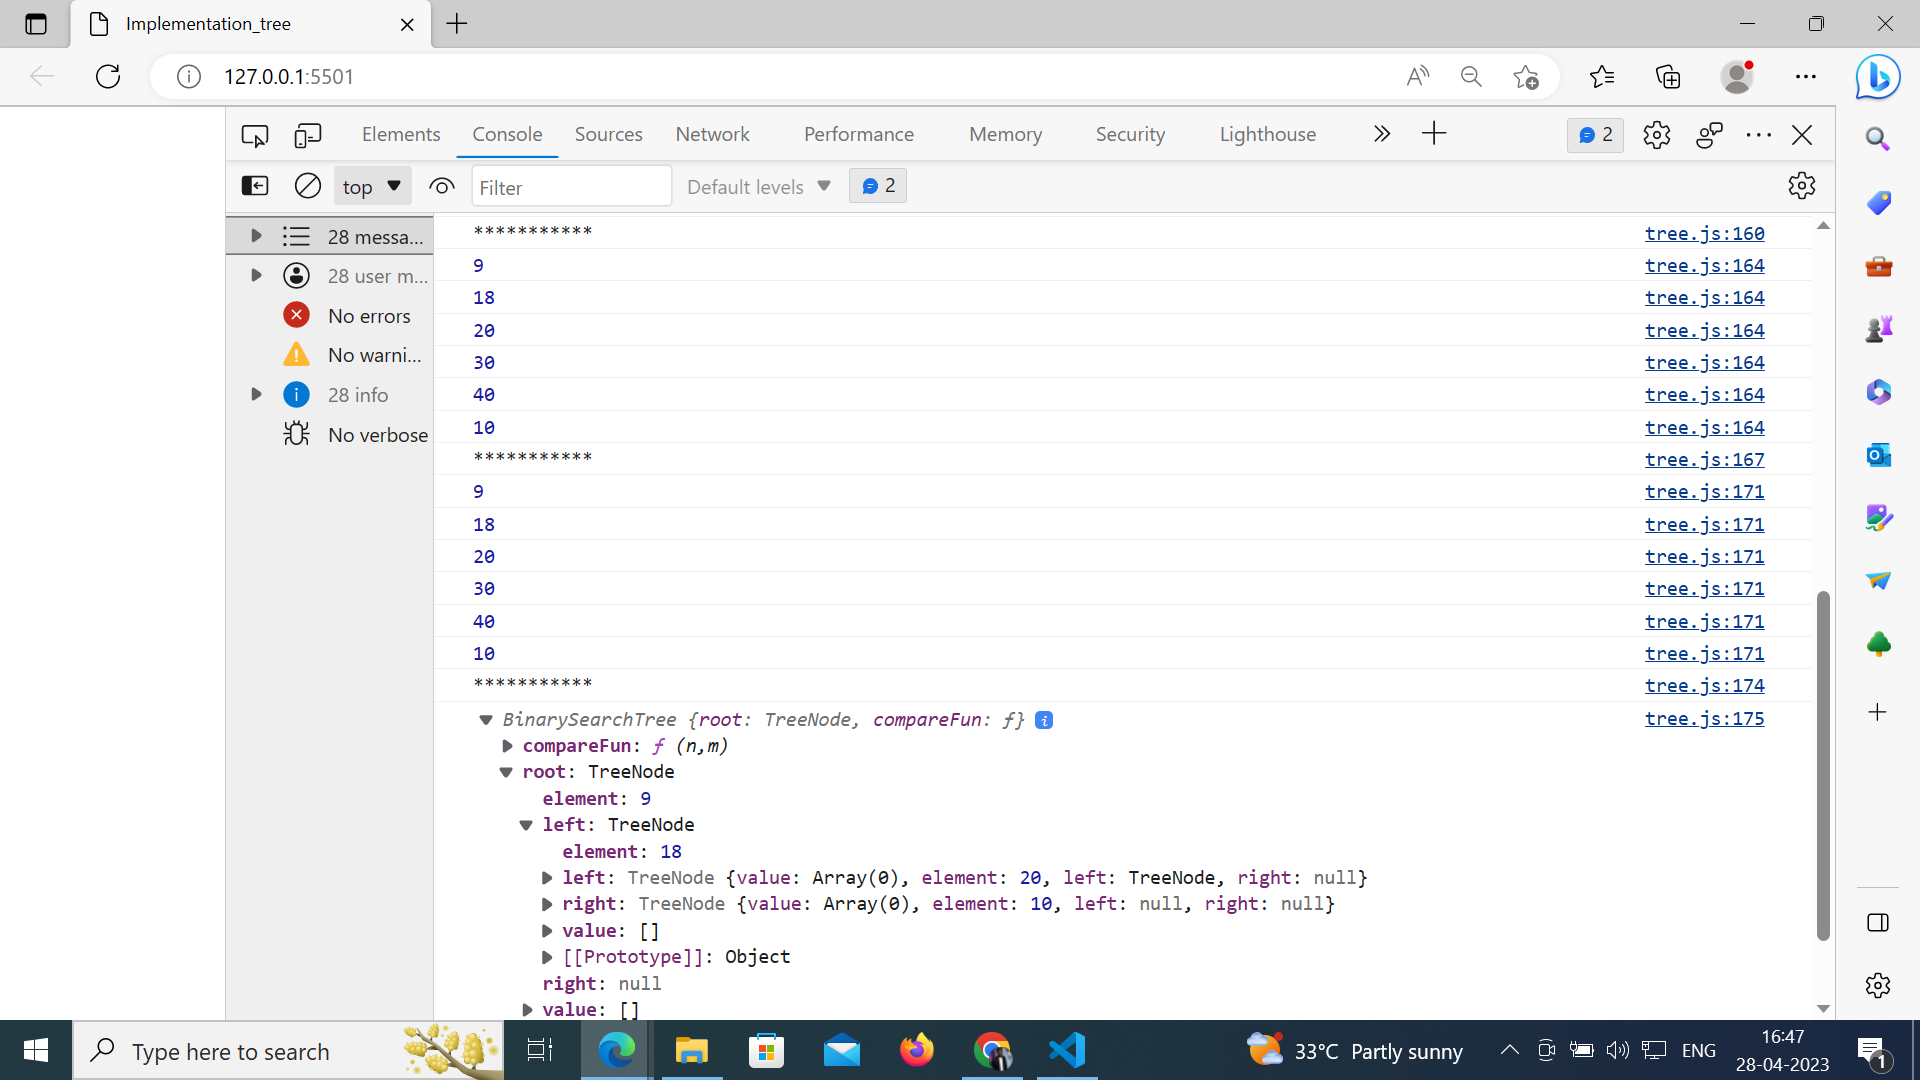 Implementation_tree
127.0.0.1:5501
Elements Console Sources Network Performance Memory Security Lighthouse 2
top Filter Default levels 2
28 messa...
28 user m...
No errors
No warni...
28 info
No verbose
*********** tree.js:160
9 tree.js:164
18 tree.js:164
20 tree.js:164
30 tree.js:164
40 tree.js:164
10 tree.js:164
*********** tree.js:167
9 tree.js:171
18 tree.js:171
20 tree.js:171
30 tree.js:171
40 tree.js:171
10 tree.js:171
*********** tree.js:174
BinarySearchTree {root: TreeNode, compareFun: ƒ} i tree.js:175
compareFun: ƒ (n,m)
root: TreeNode
element: 9
left: TreeNode
element: 18
left: TreeNode {value: Array(0), element: 20, left: TreeNode, right: null}
right: TreeNode {value: Array(0), element: 10, left: null, right: null}
value: []
[[Prototype]]: Object
right: null
value: []
Type here to search 33°C Partly sunny ENG 16:47
28-04-2023 1